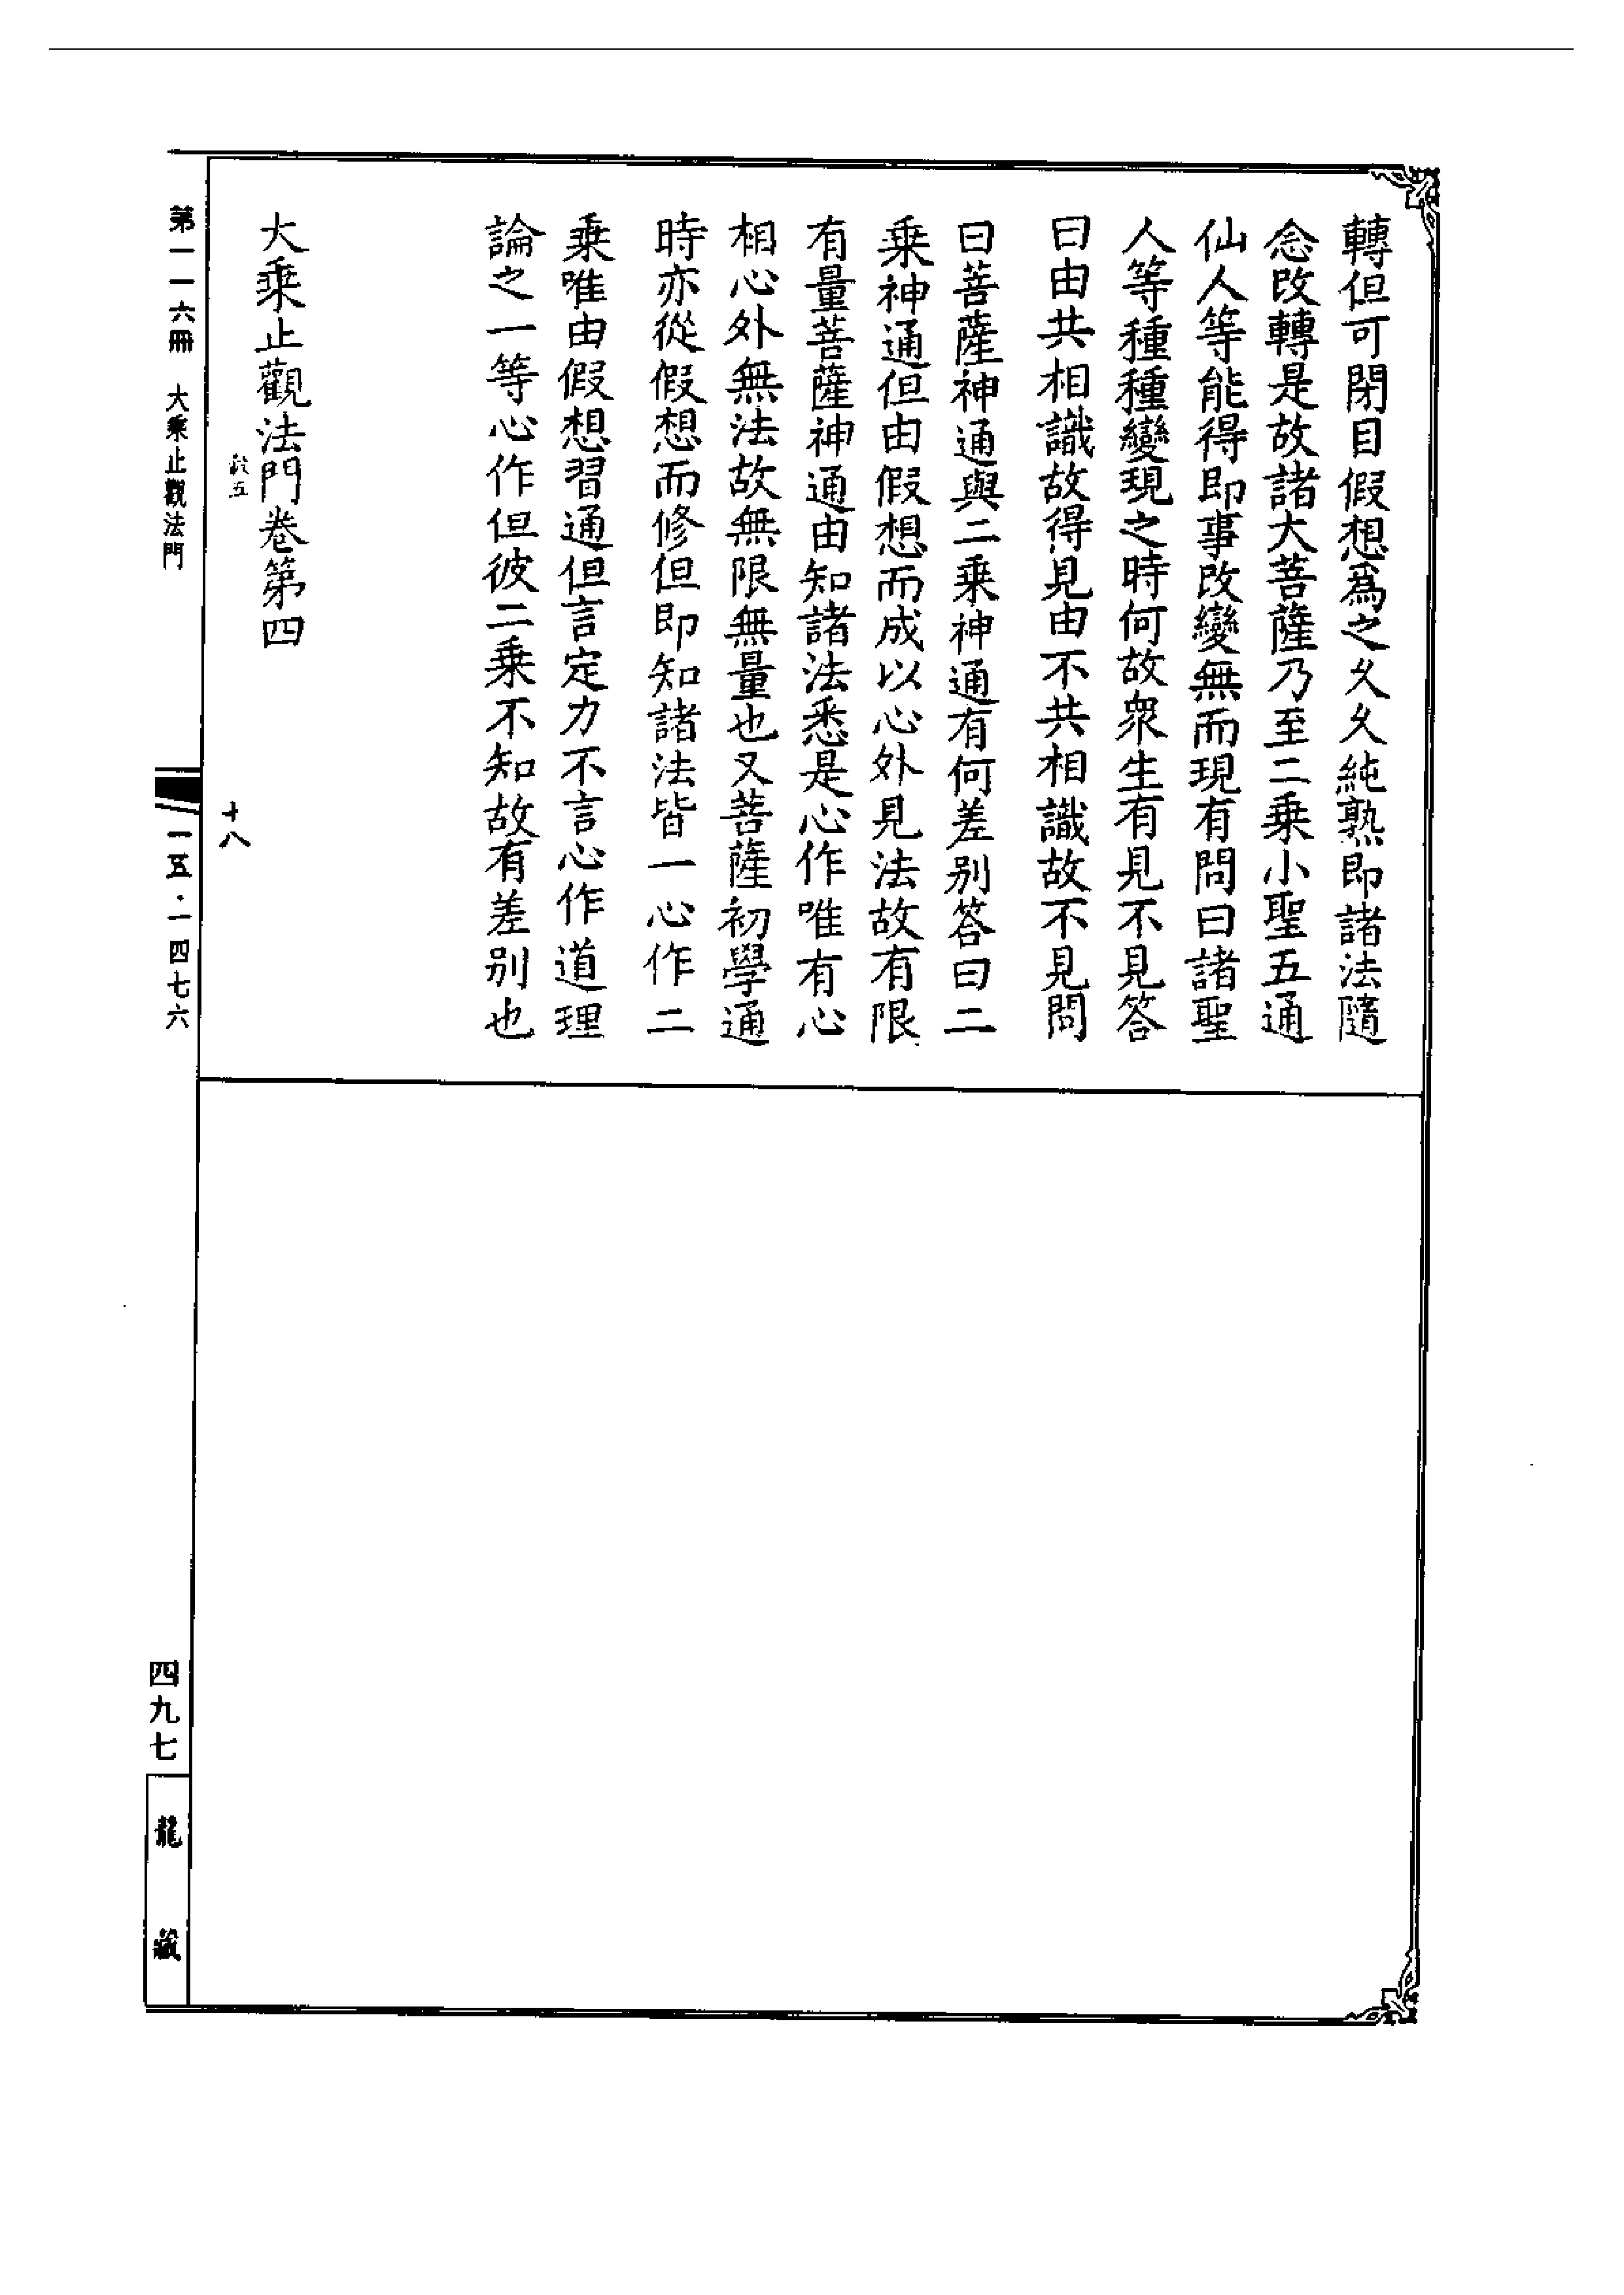 轉但可閉目假想爲之久久純熟即諸法隨
念改轉是故諸大菩薩乃至二乗小聖五通
仙人等能得即事改變無而現有問曰諸聖
人等種種變現之時何故衆生有見不見答
曰由共相識故得見由不共相識故不見問
曰菩薩神通與二乗神通有何差别答曰二
乗神通但由假想而成以心外見法故有限
有量菩薩神通由知諸法悉是心作唯有心
相心外無法故無限無量也又菩薩初學通
時亦從假想而修但即知諸法皆一心作二
乗唯由假想習通但言定力不言心作道理
論之一等心作但彼二乗不知故有差别也
大乗止觀法門卷第四
五
十八
第一一六冊 大乗止觀法門
一五·一四七六
四九七
龍藏